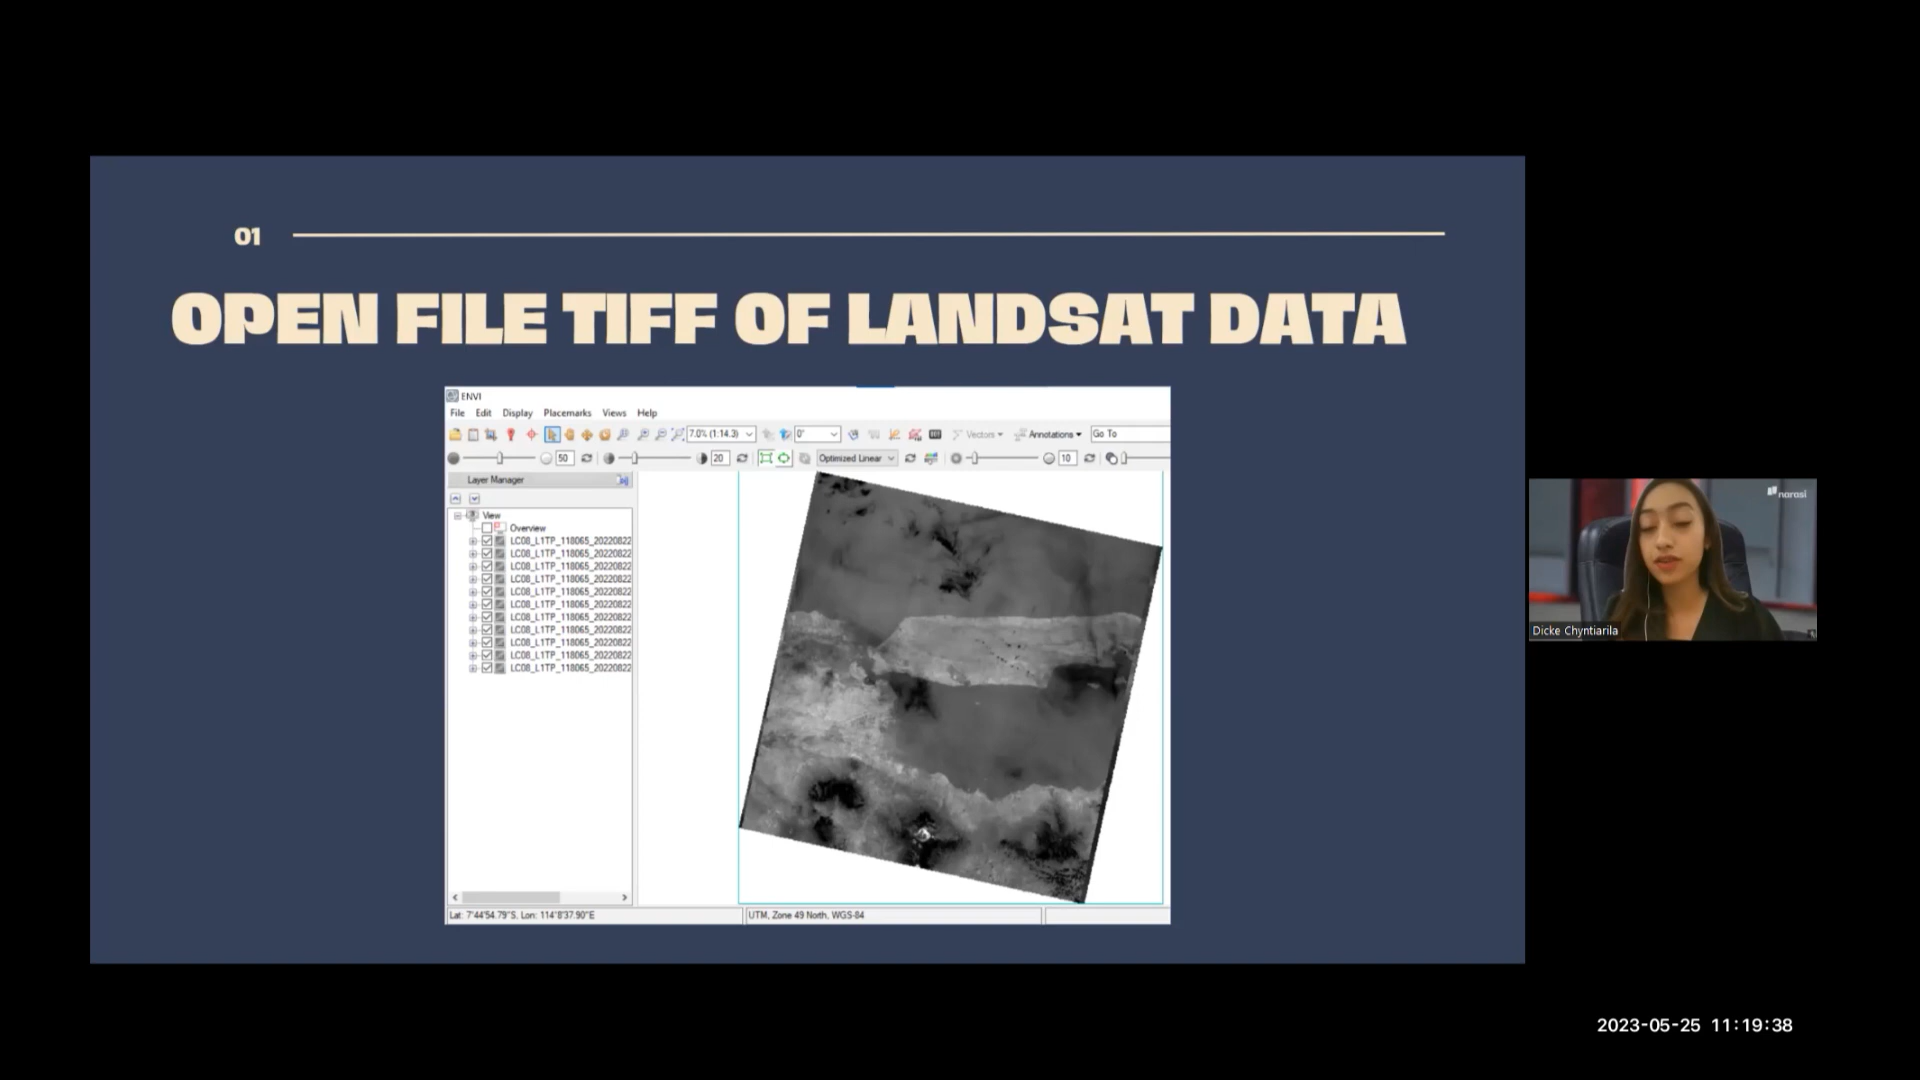 01
OPEN FILE TIFF OF LANDSAT DATA
ENVI
File Edit Display Placemarks Views Help
7.0% (1:14.3) 0° Vectors Annotations Go To
50 20 Optimized Linear 10
Layer Manager
View
Overview
LC08_L1TP_118065_20220822
LC08_L1TP_118065_20220822
LC08_L1TP_118065_20220822
LC08_L1TP_118065_20220822
LC08_L1TP_118065_20220822
LC08_L1TP_118065_20220822
LC08_L1TP_118065_20220822
LC08_L1TP_118065_20220822
LC08_L1TP_118065_20220822
LC08_L1TP_118065_20220822
LC08_L1TP_118065_20220822
Lat: 7°44'54.79"S, Lon: 114°8'37.90"E
UTM, Zone 49 North, WGS-84
narasi
Dicke Chyntiarila
2023-05-25 11:19:38